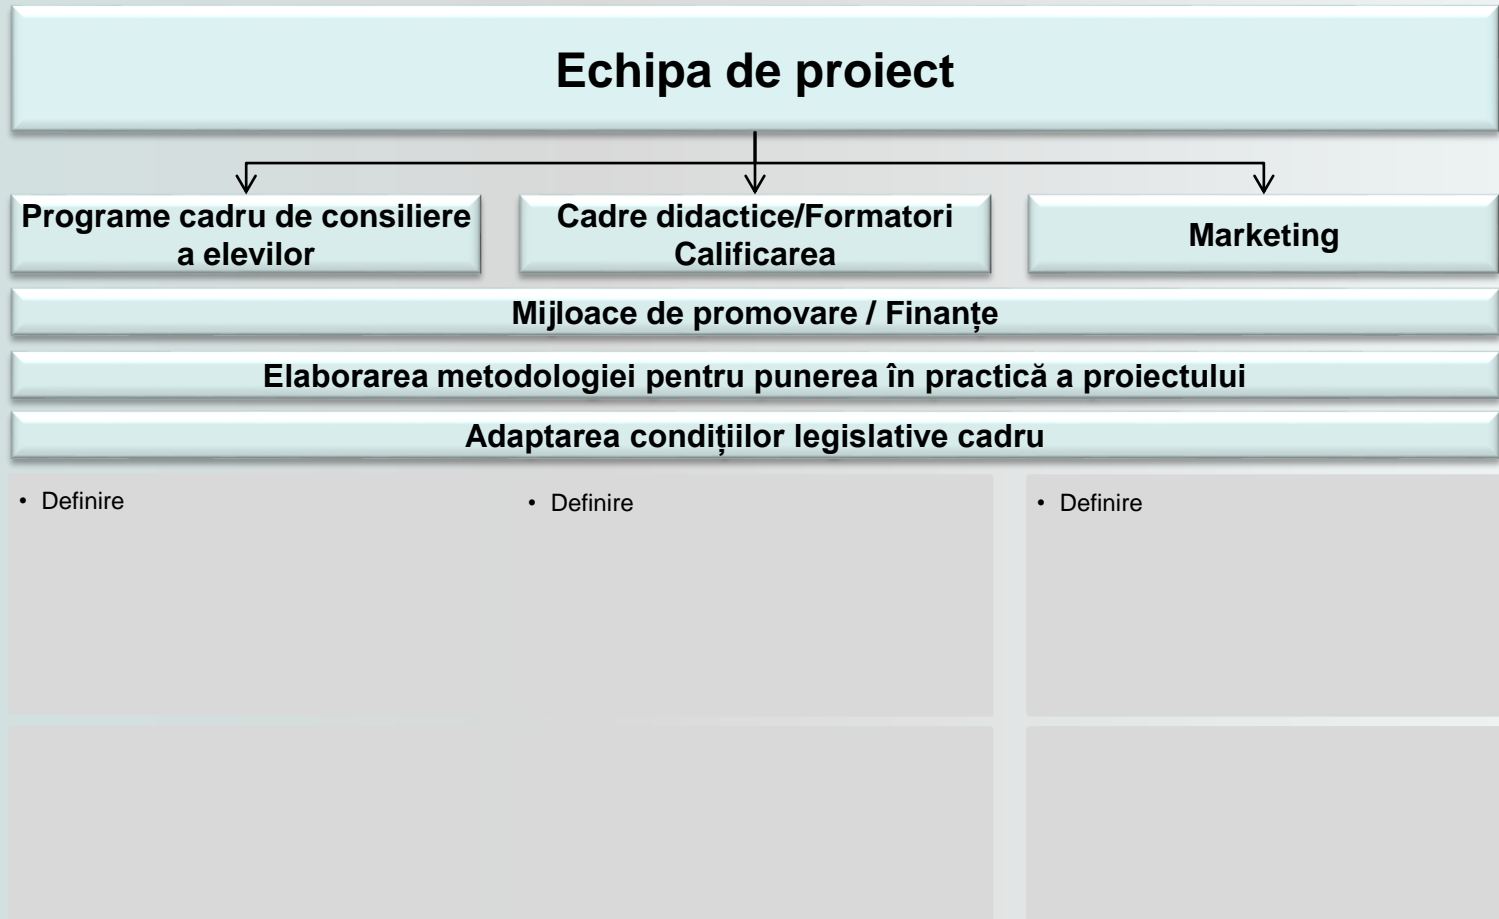 Echipa de proiect
Programe cadru de consiliere
a elevilor
Cadre didactice/Formatori
Calificarea
Marketing
Mijloace de promovare / Finanțe
Elaborarea metodologiei pentru punerea în practică a proiectului
Adaptarea condițiilor legislative cadru
• Definire
• Definire
• Definire